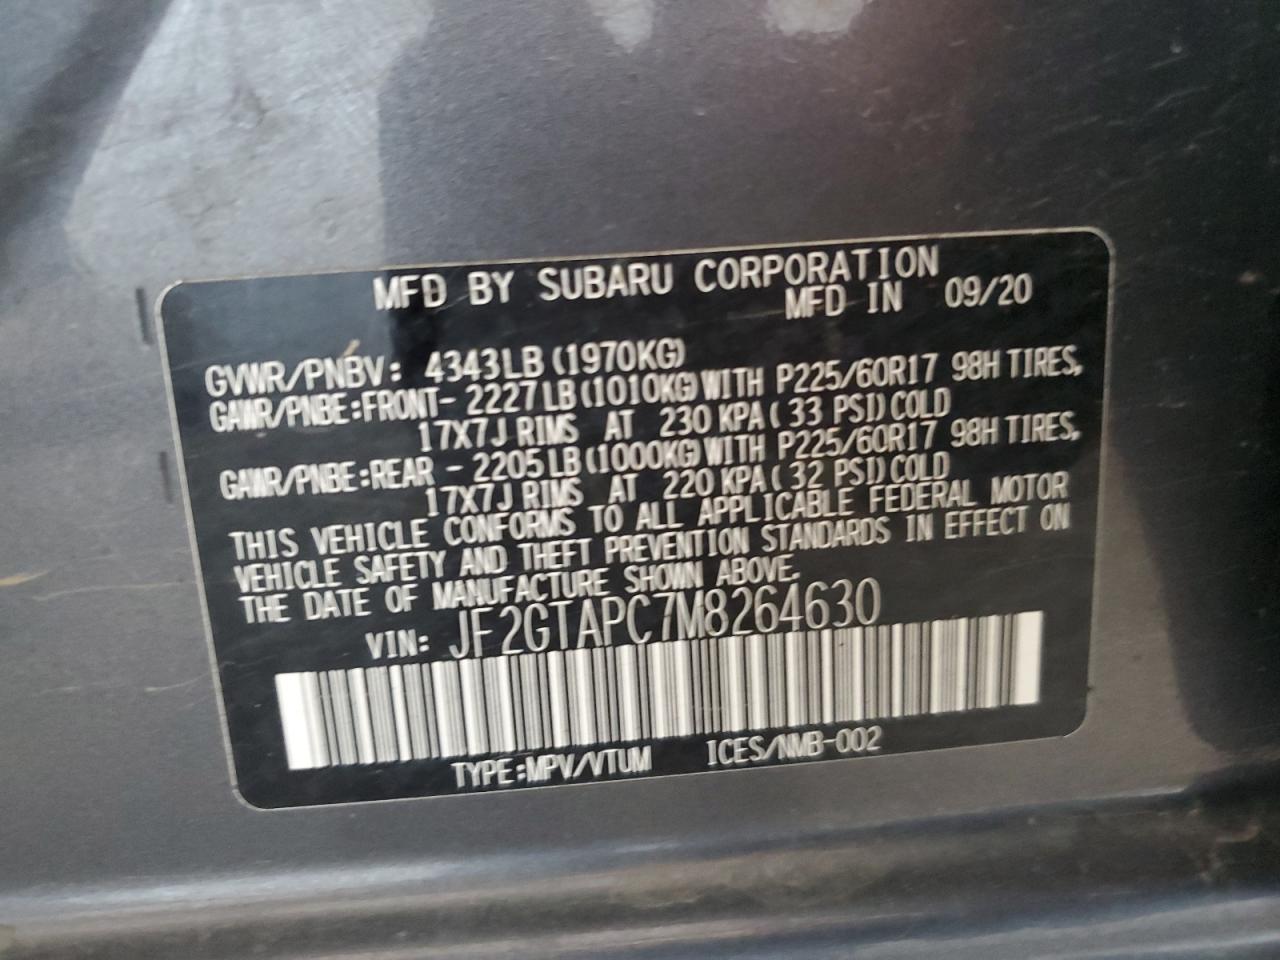 MFD BY SUBARU CORPORATION
MFD IN 09/20
GVWR/PNBV: 4343LB (1970KG)
GAWR/PNBE:FRONT- 2227LB (1010KG) WITH P225/60R17 98H TIRES,
17X7J RIMS AT 230 KPA ( 33 PSI) COLD
GAWR/PNBE:REAR - 2205LB (1000KG) WITH P225/60R17 98H TIRES,
17X7J RIMS AT 220 KPA ( 32 PSI) COLD
THIS VEHICLE CONFORMS TO ALL APPLICABLE FEDERAL MOTOR
VEHICLE SAFETY AND THEFT PREVENTION STANDARDS IN EFFECT ON
THE DATE OF MANUFACTURE SHOWN ABOVE.
VIN: JF2GTAPC7M8264630
TYPE:MPV/VTUM ICES/NMB-002